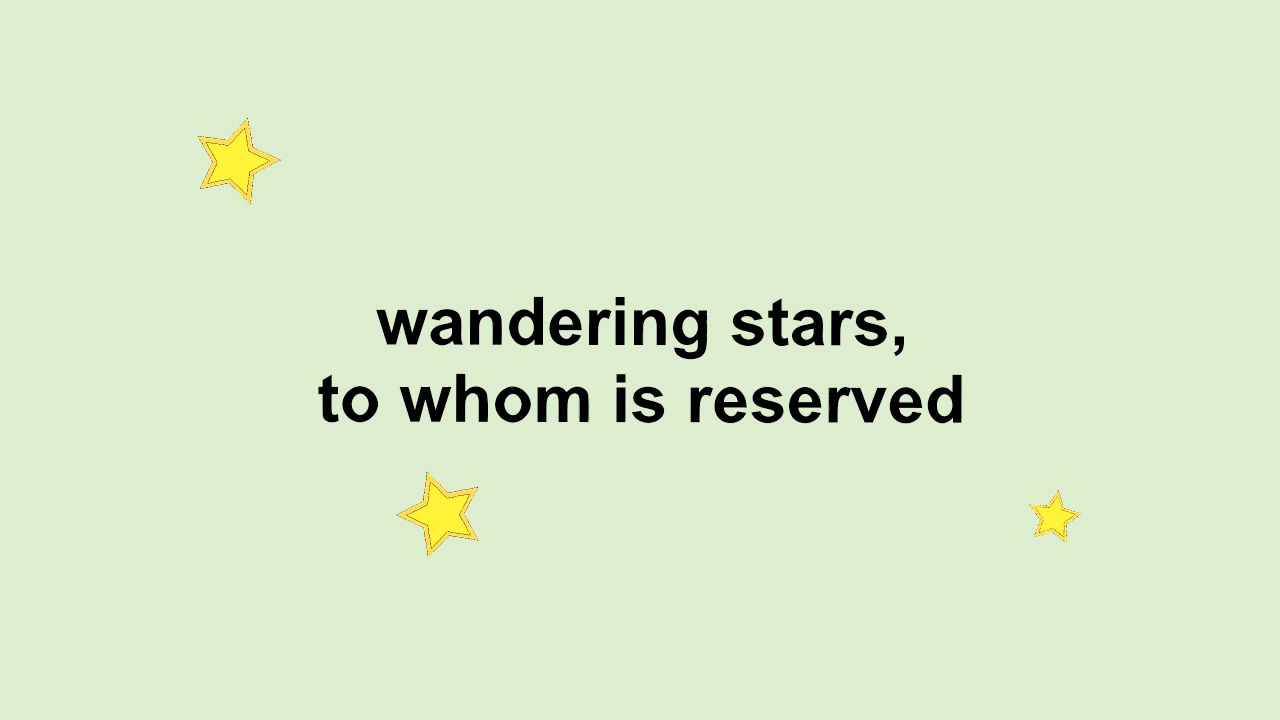 wandering stars,
to whom is reserved